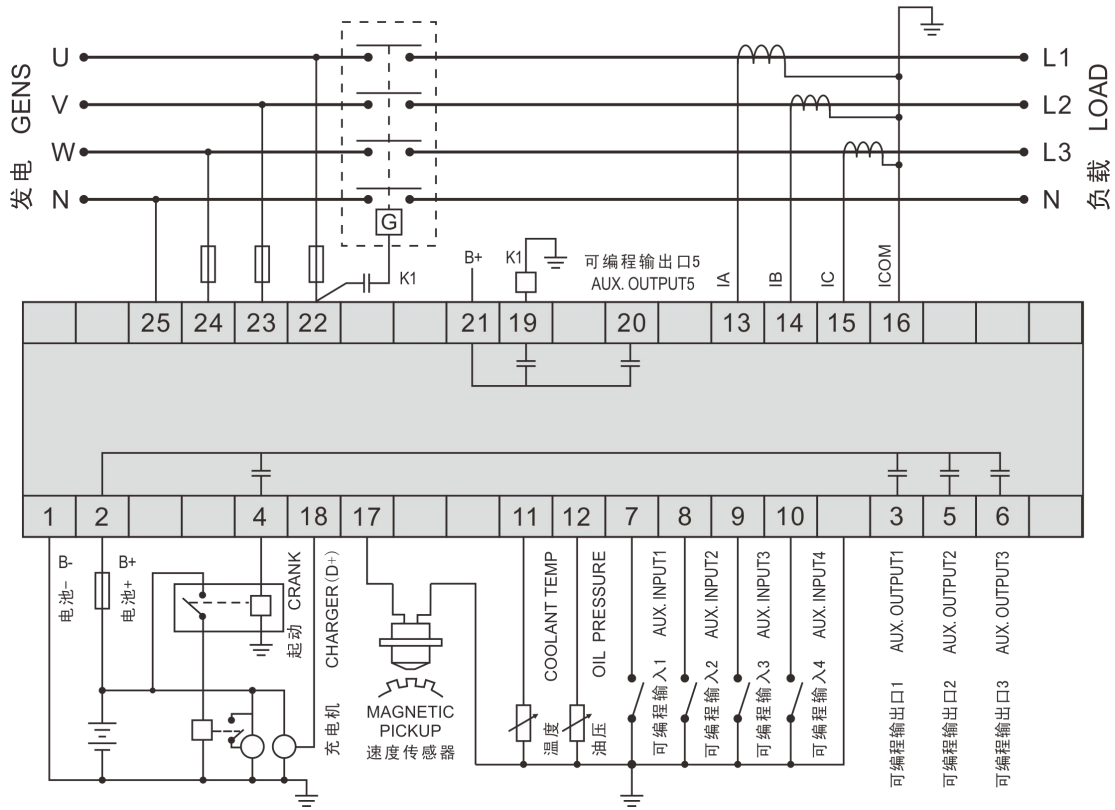 U
V
W
N
发电 GENS
L1
L2
L3
N
负载 LOAD
G
K1
B+
K1
可编程输出口5
AUX. OUTPUT5
IA
IB
IC
ICOM
25 24 23 22 21 19 20 13 14 15 16
1 2 4 18 17 11 12 7 8 9 10 3 5 6
B-
电池-
B+
电池+
起动 CRANK
充电机 CHARGER(D+)
MAGNETIC
PICKUP
速度传感器
COOLANT TEMP
温度
OIL PRESSURE
油压
AUX. INPUT1
可编程输入1
AUX. INPUT2
可编程输入2
AUX. INPUT3
可编程输入3
AUX. INPUT4
可编程输入4
可编程输出口1 AUX. OUTPUT1
可编程输出口2 AUX. OUTPUT2
可编程输出口3 AUX. OUTPUT3